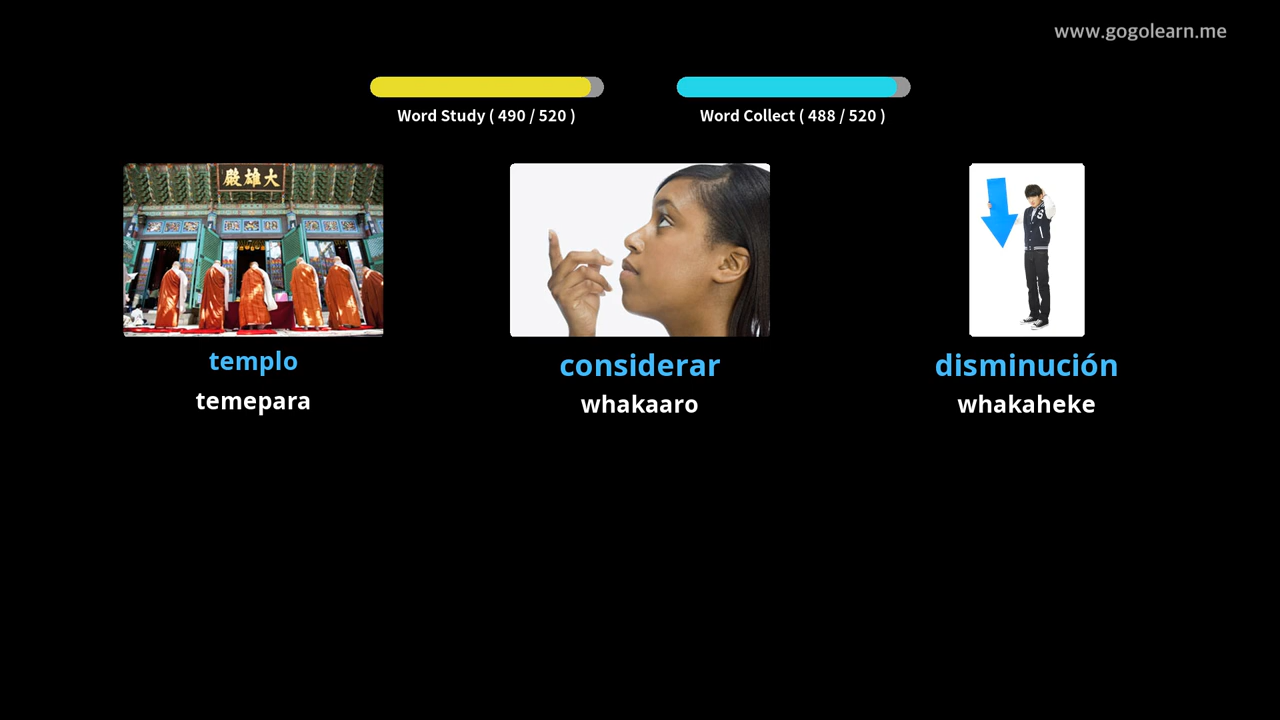 www.gogolearn.me
Word Study ( 490 / 520 )
Word Collect ( 488 / 520 )
殿雄大
templo
considerar
disminución
temepara
whakaaro
whakaheke